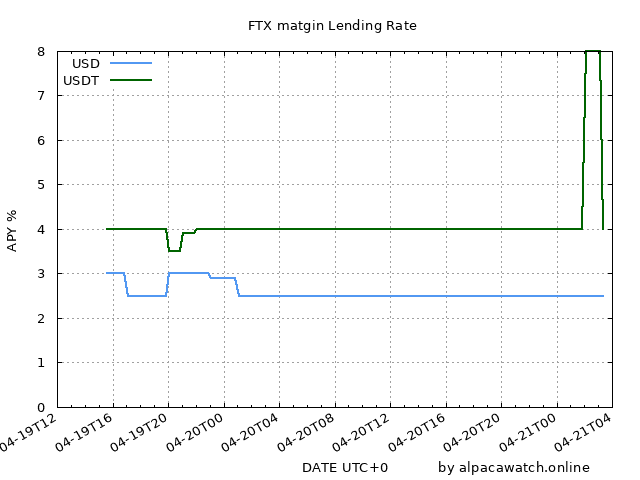 FTX matgin Lending Rate
USD
USDT
8
7
6
5
4
3
2
1
0
APY %
04-19T12
04-19T16
04-19T20
04-20T00
04-20T04
04-20T08
04-20T12
04-20T16
04-20T20
04-21T00
04-21T04
DATE UTC+0
by alpacawatch.online